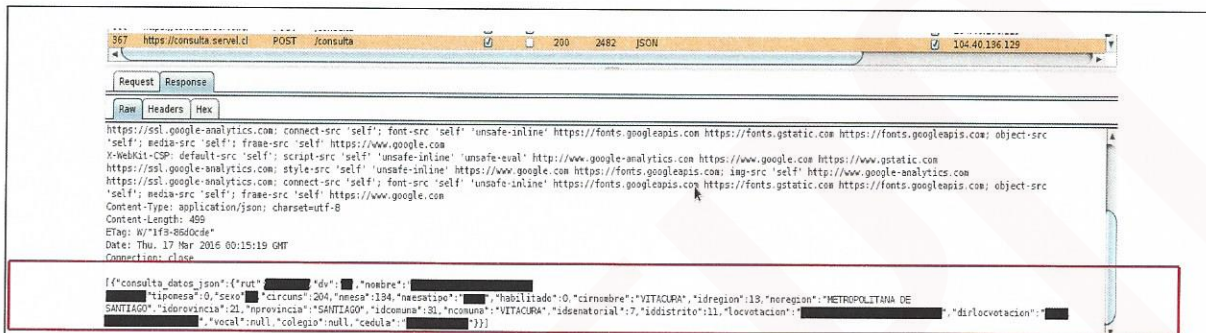 367 https://consulta.servel.cl POST /consulta 200 2482 JSON 104.40.136.129
Request Response
Raw Headers Hex
https://ssl.google-analytics.com; connect-src 'self'; font-src 'self' 'unsafe-inline' https://fonts.googleapis.com https://fonts.gstatic.com https://fonts.googleapis.com; object-src
'self'; media-src 'self'; frame-src 'self' https://www.google.com
X-WebKit-CSP: default-src 'self'; script-src 'self' 'unsafe-inline' 'unsafe-eval' http://www.google-analytics.com https://www.google.com https://www.gstatic.com
https://ssl.google-analytics.com; style-src 'self' 'unsafe-inline' https://www.google.com https://fonts.googleapis.com; img-src 'self' http://www.google-analytics.com
https://ssl.google-analytics.com; connect-src 'self'; font-src 'self' 'unsafe-inline' https://fonts.googleapis.com https://fonts.gstatic.com https://fonts.googleapis.com; object-src
'self'; media-src 'self'; frame-src 'self' https://www.google.com
Content-Type: application/json; charset=utf-8
Content-Length: 499
ETag: W/"1f3-86d0cde"
Date: Thu, 17 Mar 2016 00:15:19 GMT
Connection: close
[{"consulta_datos_json":{"rut": ,"dv": ,"nombre":"
"tipomesa":0,"sexo" ,"circuns":204,"nmesa":134,"nmesatipo":" ","habilitado":0,"cirnombre":"VITACURA","idregion":13,"noregion":"METROPOLITANA DE
SANTIAGO","idprovincia":21,"nprovincia":"SANTIAGO","idcomuna":31,"ncomuna":"VITACURA","idsenatorial":7,"iddistrito":11,"locvotacion":" ","dirlocvotacion":"
","vocal":null,"colegio":null,"cedula":" "}}]